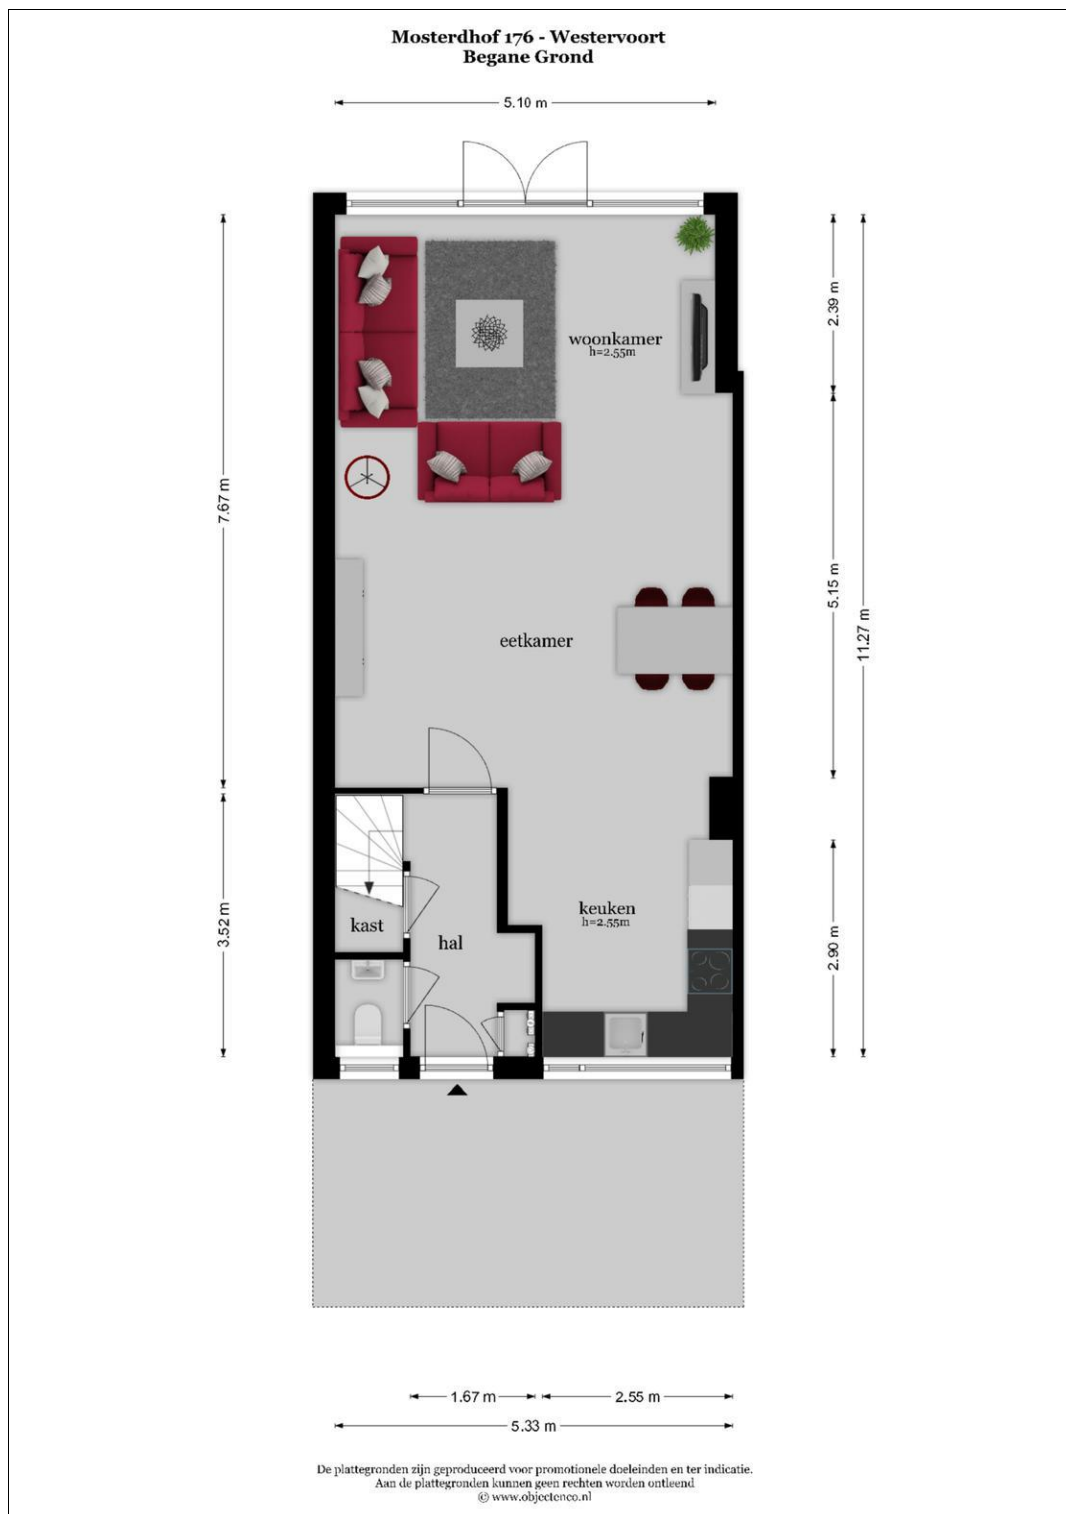 Mosterdhof 176 - Westervoort
Begane Grond
5.10 m
2.39 m
woonkamer
h=2.55m
7.67 m
5.15 m
11.27 m
eetkamer
keuken
h=2.55m
kast
hal
3.52 m
2.90 m
1.67 m
2.55 m
5.33 m
De plattegronden zijn geproduceerd voor promotionele doeleinden en ter indicatie.
Aan de plattegronden kunnen geen rechten worden ontleend
© www.objectenco.nl